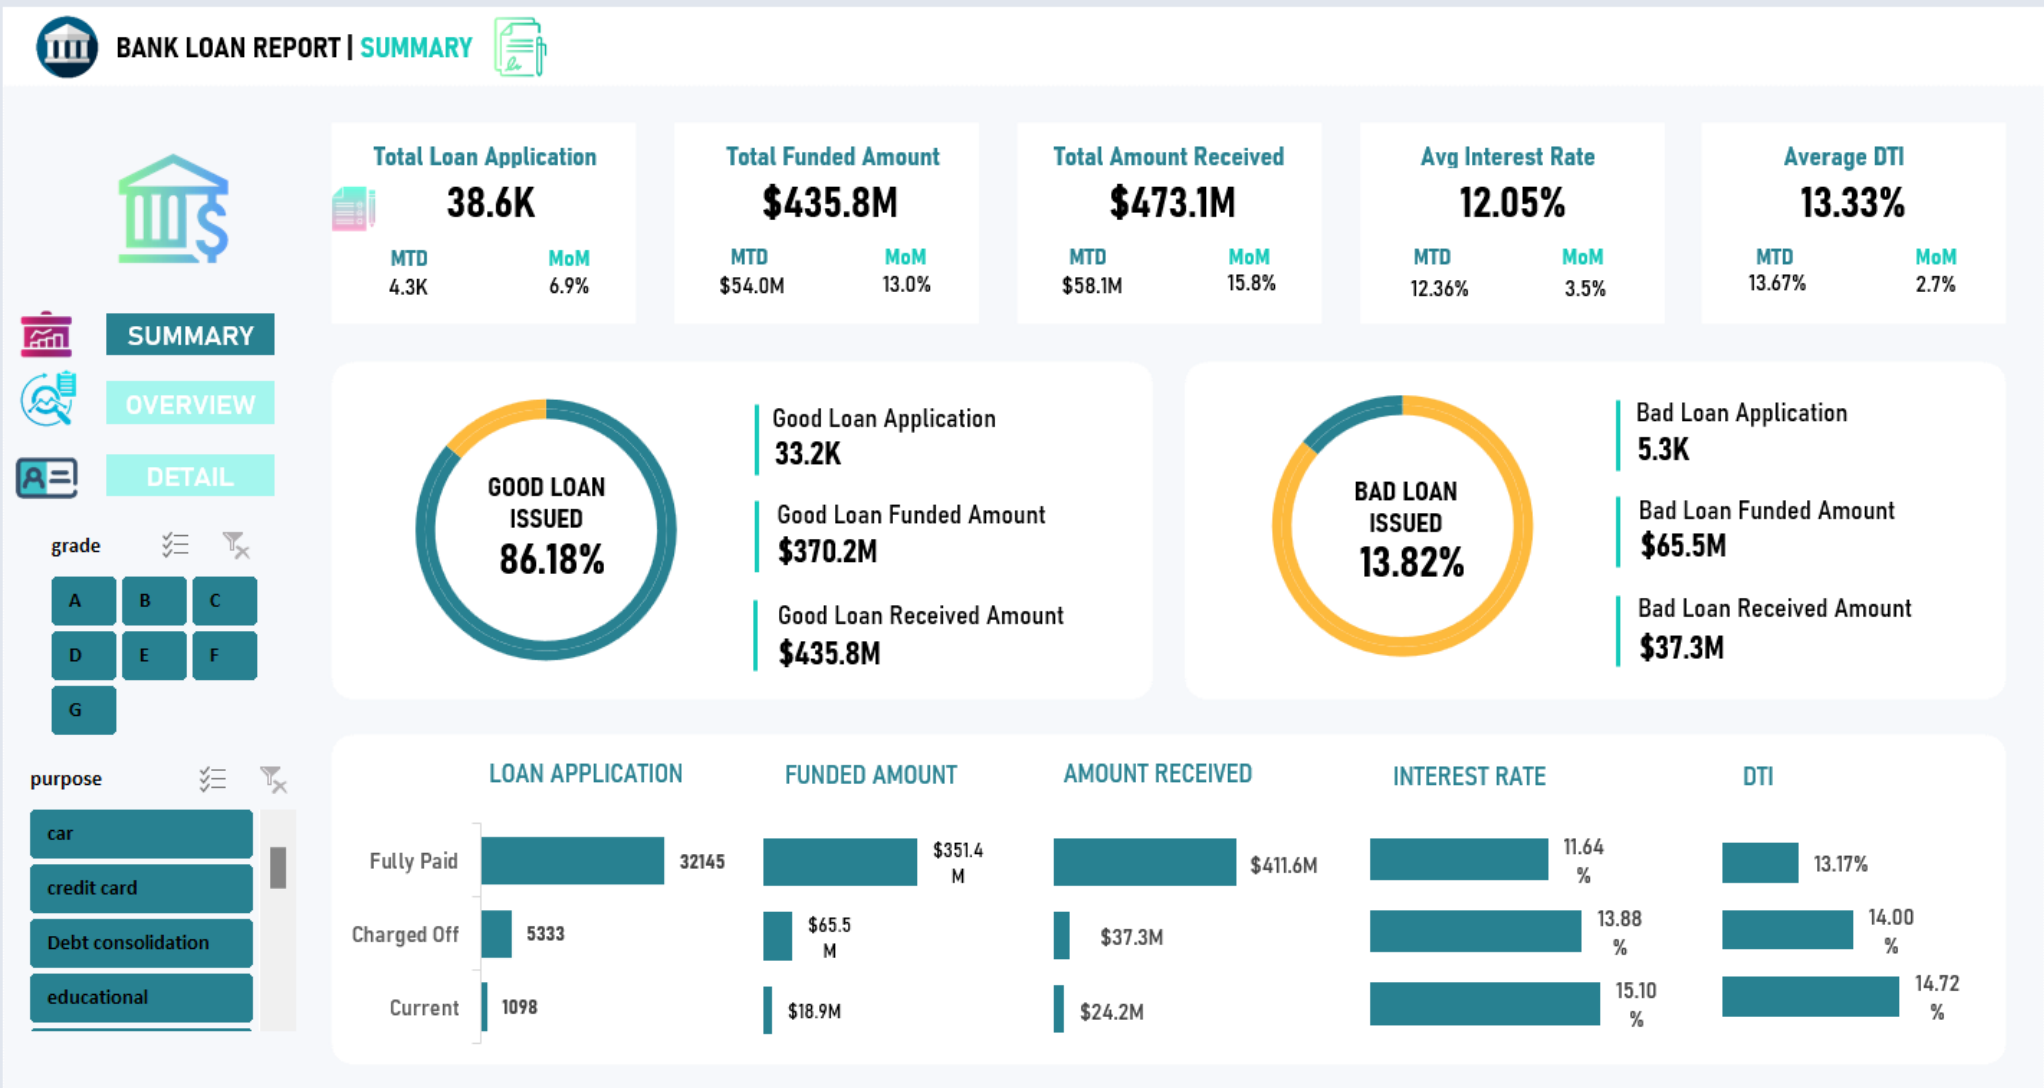 BANK LOAN REPORT | SUMMARY
Total Loan Application
38.6K
MTD MoM
4.3K 6.9%
Total Funded Amount
$435.8M
MTD MoM
$54.0M 13.0%
Total Amount Received
$473.1M
MTD MoM
$58.1M 15.8%
Avg Interest Rate
12.05%
MTD MoM
12.36% 3.5%
Average DTI
13.33%
MTD MoM
13.67% 2.7%
SUMMARY
OVERVIEW
DETAIL
grade
A B C
D E F
G
purpose
car
credit card
Debt consolidation
educational
GOOD LOAN
ISSUED
86.18%
Good Loan Application
33.2K
Good Loan Funded Amount
$370.2M
Good Loan Received Amount
$435.8M
BAD LOAN
ISSUED
13.82%
Bad Loan Application
5.3K
Bad Loan Funded Amount
$65.5M
Bad Loan Received Amount
$37.3M
LOAN APPLICATION
Fully Paid 32145
Charged Off 5333
Current 1098
FUNDED AMOUNT
$351.4
M
$65.5
M
$18.9M
AMOUNT RECEIVED
$411.6M
$37.3M
$24.2M
INTEREST RATE
11.64
%
13.88
%
15.10
%
DTI
13.17%
14.00
%
14.72
%